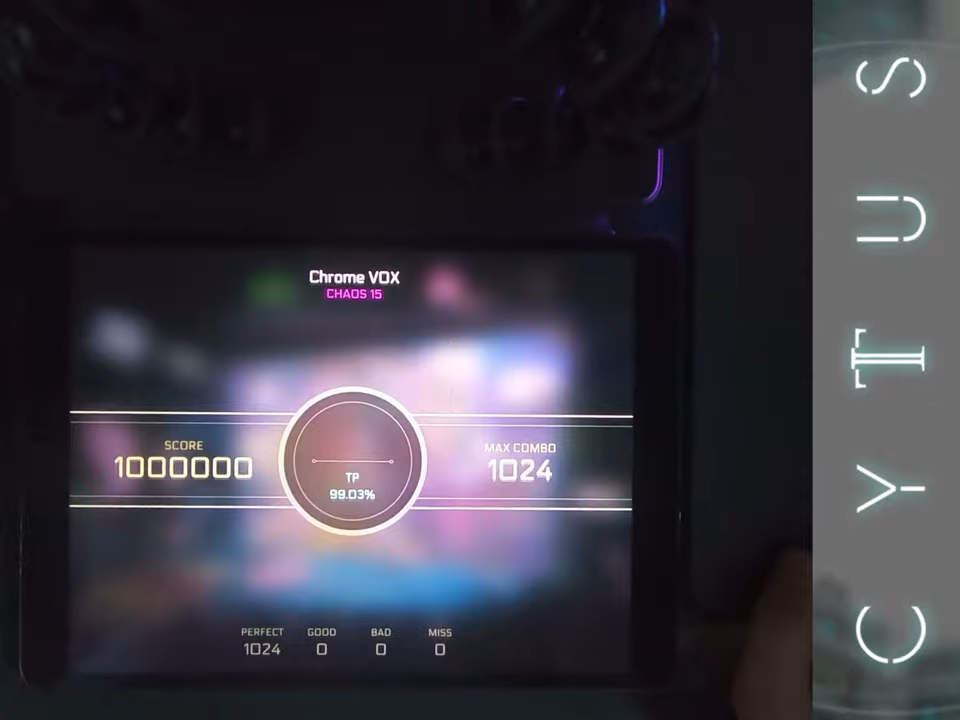 Chrome VOX
CHAOS 15
SCORE
1000000
TP
99.03%
MAX COMBO
1024
PERFECT
1024
GOOD
0
BAD
0
MISS
0
CYTUS